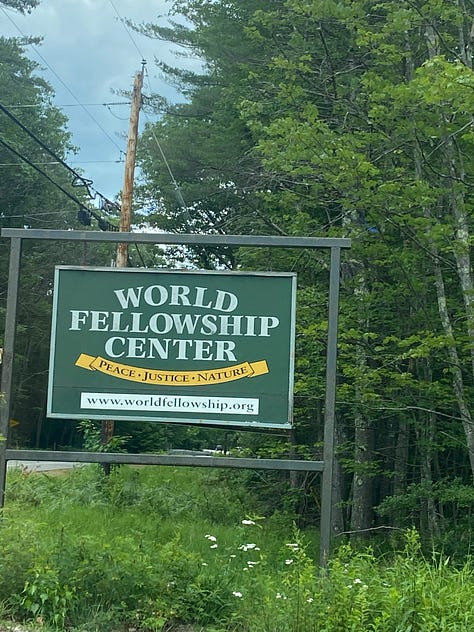 WORLD
FELLOWSHIP
CENTER
PEACE • JUSTICE • NATURE
www.worldfellowship.org